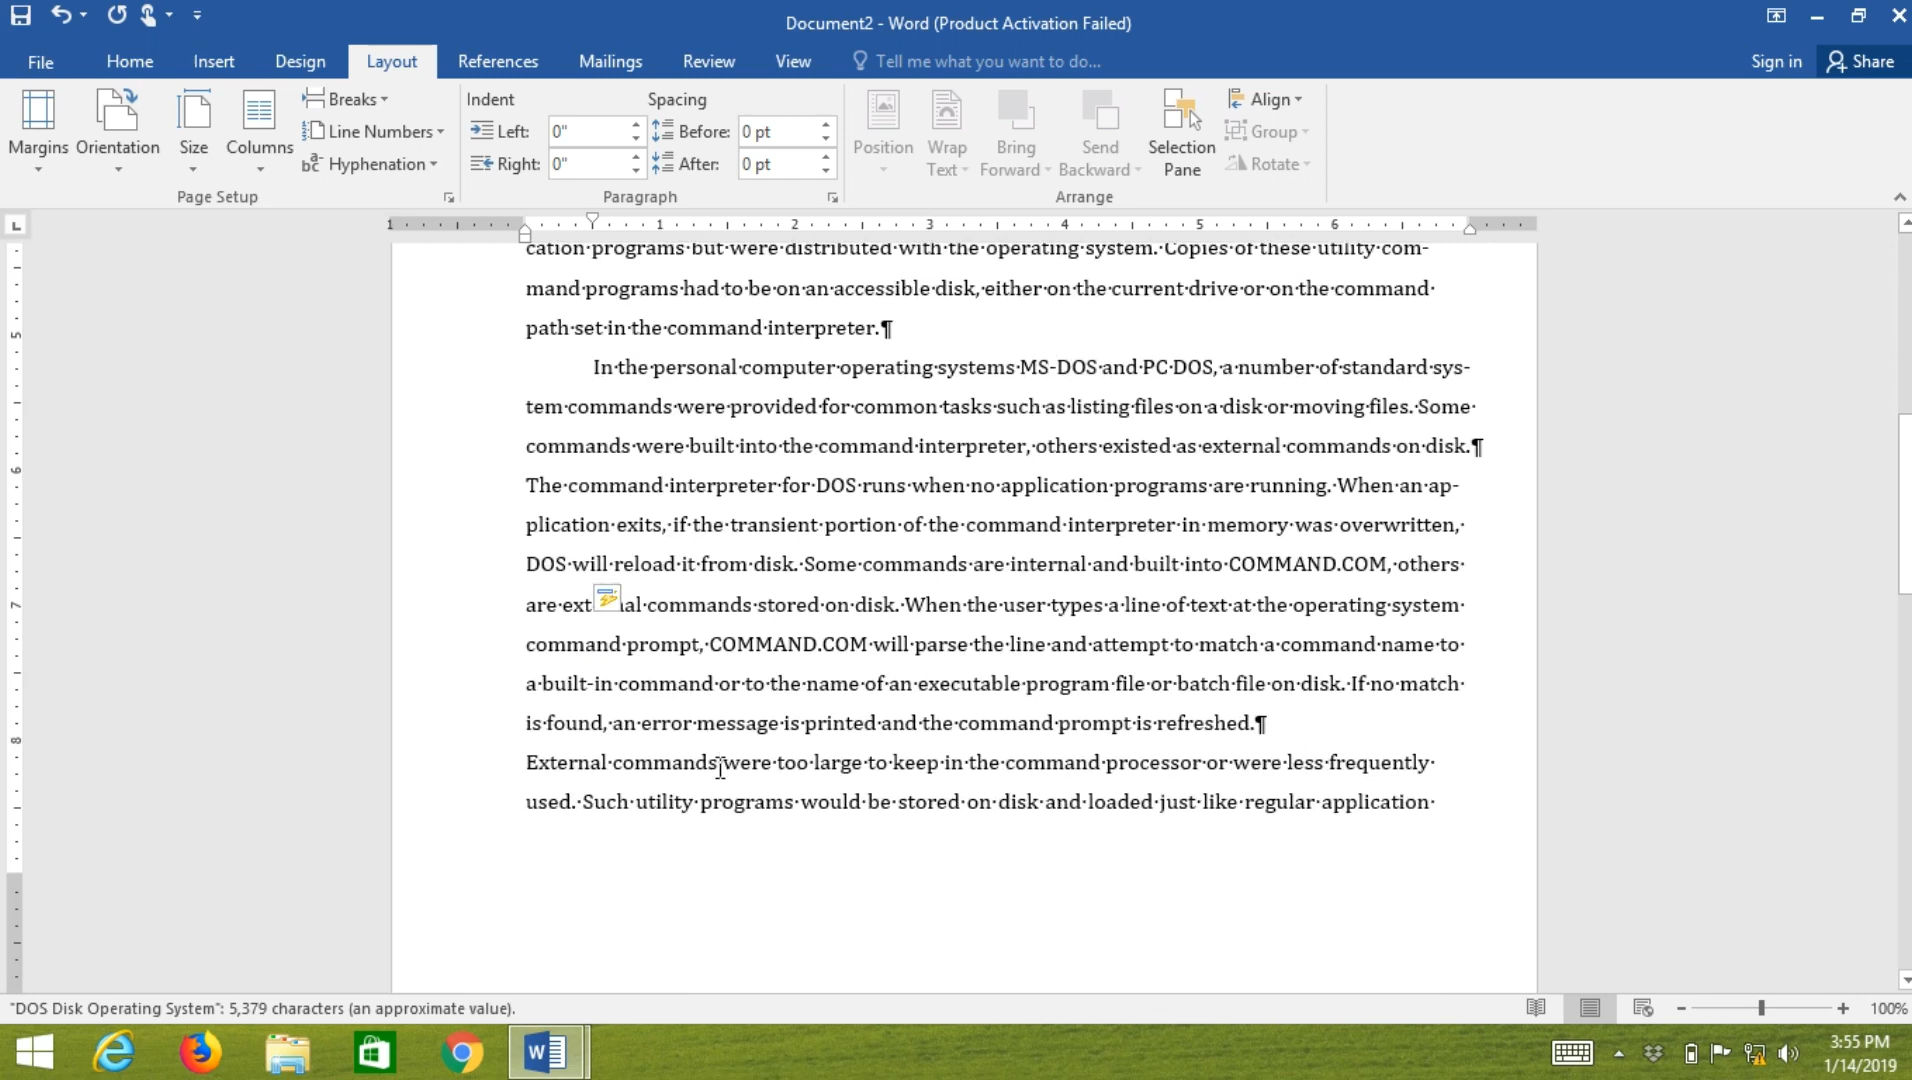 Document2 - Word (Product Activation Failed)
File Home Insert Design Layout References Mailings Review View Tell me what you want to do... Sign in Share
Margins Orientation Size Columns Breaks
Line Numbers
Hyphenation
Page Setup
Indent Spacing
Left: 0" Before: 0 pt
Right: 0" After: 0 pt
Paragraph
Position Wrap Text Bring Forward Send Backward Selection Pane
Align
Group
Rotate
Arrange
L 1 1 2 3 4 5 6
cation programs but were distributed with the operating system. Copies of these utility com-
mand programs had to be on an accessible disk, either on the current drive or on the command
path set in the command interpreter.¶
In the personal computer operating systems MS-DOS and PC DOS, a number of standard sys-
tem commands were provided for common tasks such as listing files on a disk or moving files. Some
commands were built into the command interpreter, others existed as external commands on disk.¶
The command interpreter for DOS runs when no application programs are running. When an ap-
plication exits, if the transient portion of the command interpreter in memory was overwritten,
DOS will reload it from disk. Some commands are internal and built into COMMAND.COM, others
are ext al commands stored on disk. When the user types a line of text at the operating system
command prompt, COMMAND.COM will parse the line and attempt to match a command name to
a built-in command or to the name of an executable program file or batch file on disk. If no match
is found, an error message is printed and the command prompt is refreshed.¶
External commands were too large to keep in the command processor or were less frequently
used. Such utility programs would be stored on disk and loaded just like regular application
5
6
7
8
"DOS Disk Operating System": 5,379 characters (an approximate value).
100%
3:55 PM
1/14/2019